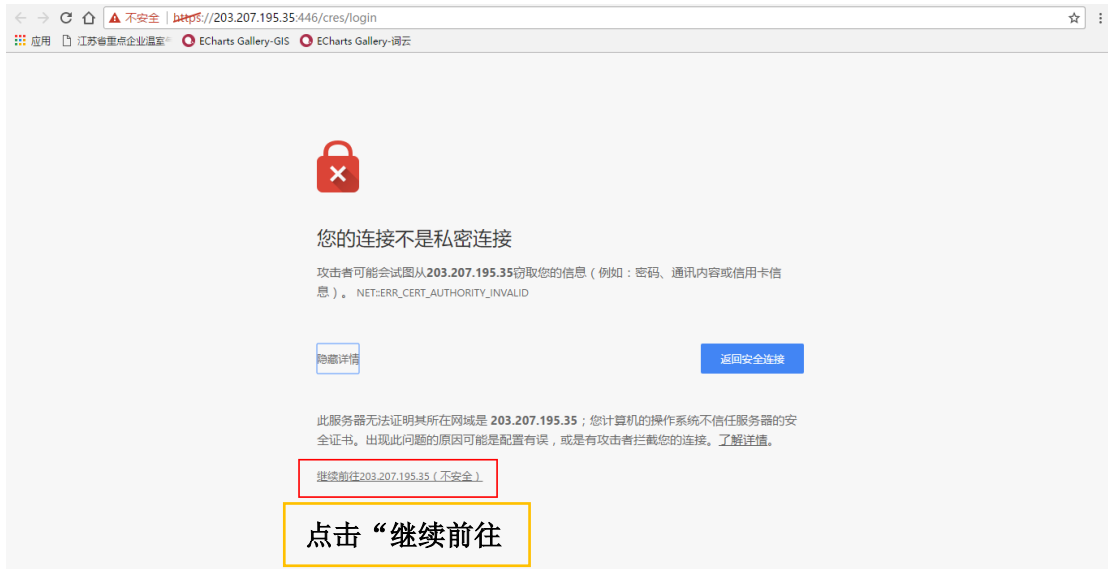 不安全 | https://203.207.195.35:446/cres/login
应用 江苏省重点企业温室 ECharts Gallery-GIS ECharts Gallery-词云
您的连接不是私密连接
攻击者可能会试图从203.207.195.35窃取您的信息（例如：密码、通讯内容或信用卡信
息）。 NET::ERR_CERT_AUTHORITY_INVALID
隐藏详情 返回安全连接
此服务器无法证明其所在网域是 203.207.195.35；您计算机的操作系统不信任服务器的安
全证书。出现此问题的原因可能是配置有误，或是有攻击者拦截您的连接。了解详情。
继续前往203.207.195.35（不安全）
点击“继续前往